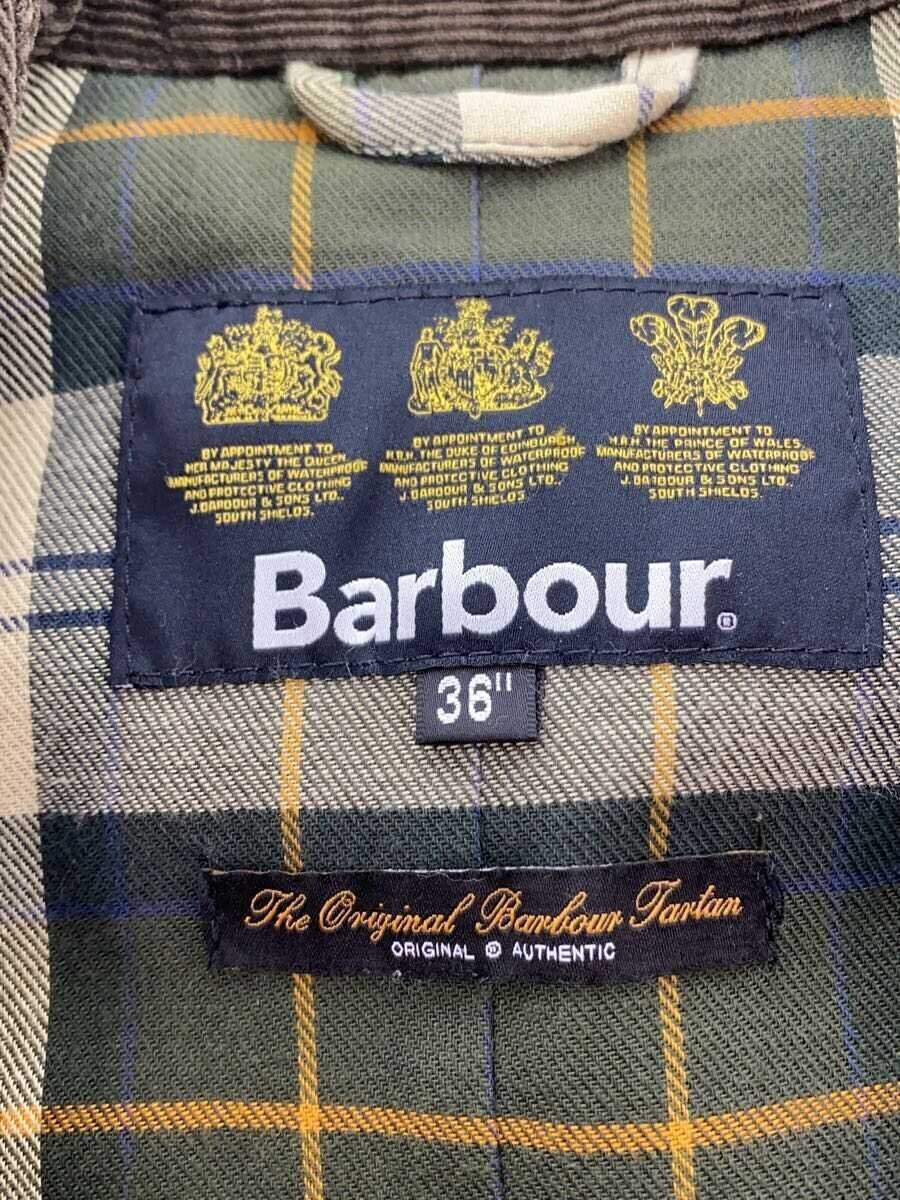 BY APPOINTMENT TO
HER MAJESTY THE QUEEN
MANUFACTURERS OF WATERPROOF
AND PROTECTIVE CLOTHING
J.BARBOUR & SONS LTD.,
SOUTH SHIELDS.
BY APPOINTMENT TO
H.R.H. THE DUKE OF EDINBURGH
MANUFACTURERS OF WATERPROOF
AND PROTECTIVE CLOTHING
J.BARBOUR & SONS LTD.,
SOUTH SHIELDS.
BY APPOINTMENT TO
H.R.H. THE PRINCE OF WALES
MANUFACTURERS OF WATERPROOF
AND PROTECTIVE CLOTHING
J.BARBOUR & SONS LTD.,
SOUTH SHIELDS.
Barbour®
36"
The Original Barbour Tartan
ORIGINAL ® AUTHENTIC